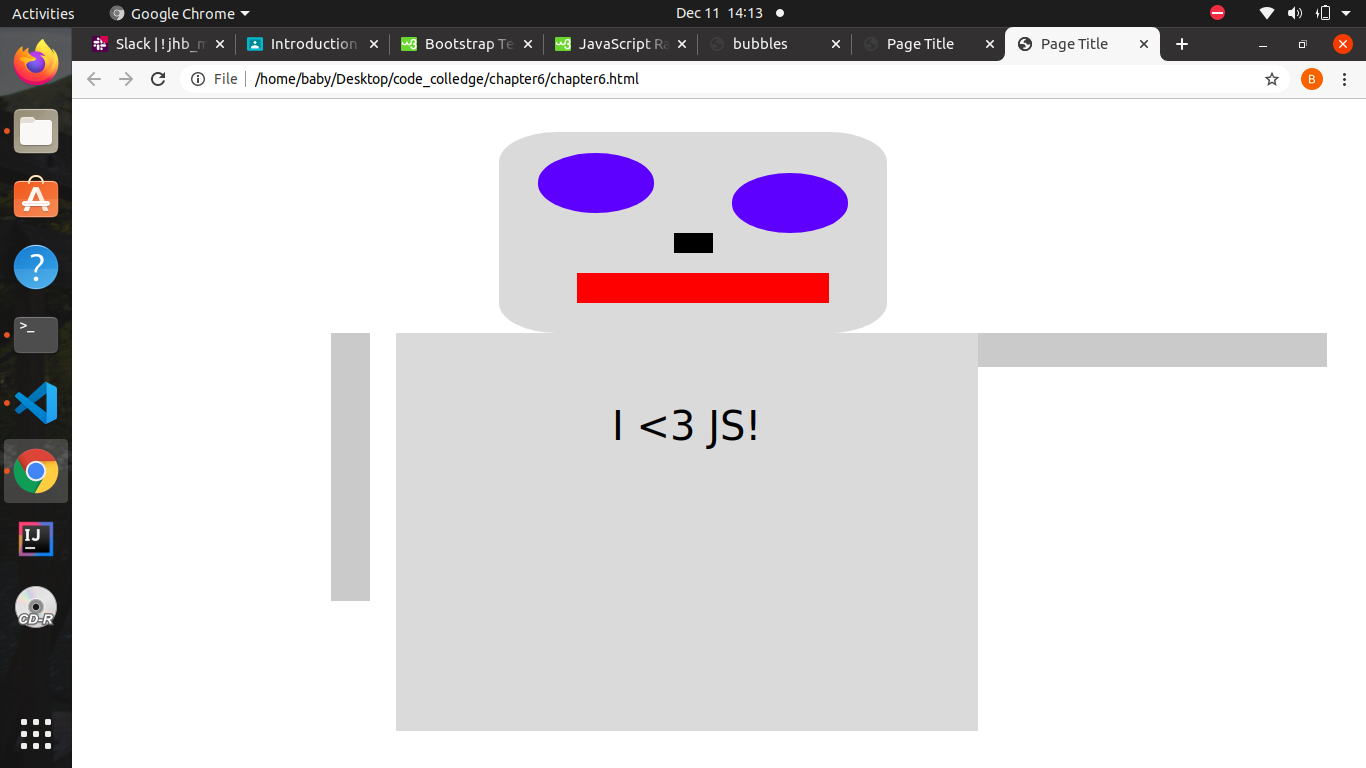 Activities Google Chrome Dec 11 14:13
Slack | ! jhb_m Introduction Bootstrap Te JavaScript Ra bubbles Page Title Page Title
File /home/baby/Desktop/code_colledge/chapter6/chapter6.html B
I <3 JS!
>_
IJ
CD-R